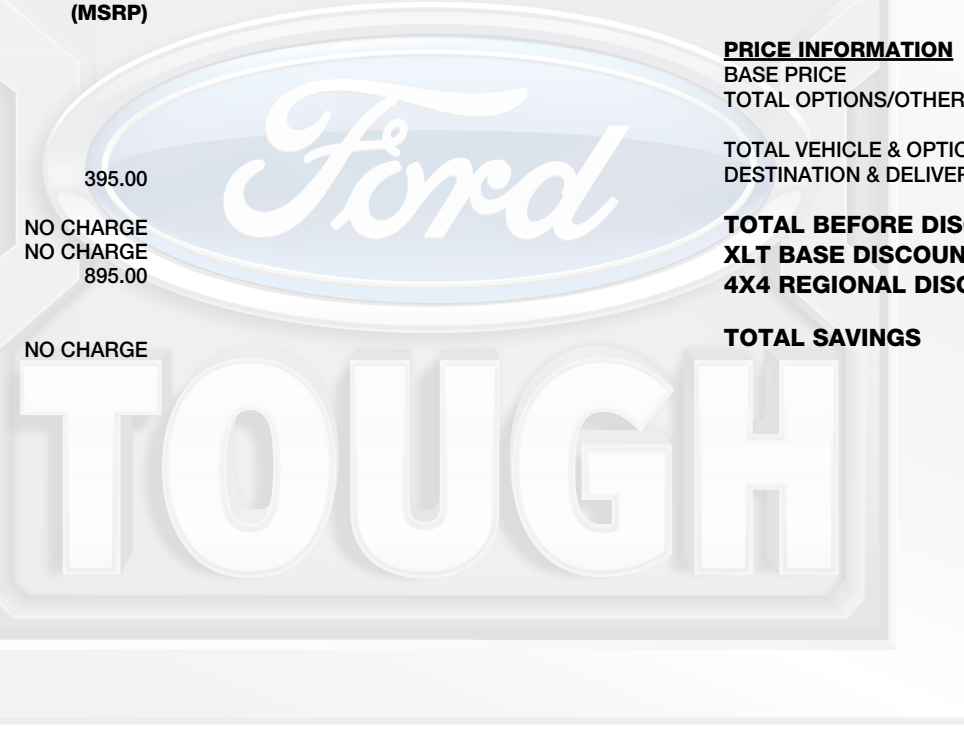 (MSRP)
395.00
NO CHARGE
NO CHARGE
895.00
NO CHARGE
PRICE INFORMATION
BASE PRICE
TOTAL OPTIONS/OTHER
TOTAL VEHICLE & OPTIO
DESTINATION & DELIVER
TOTAL BEFORE DIS
XLT BASE DISCOUN
4X4 REGIONAL DISC
TOTAL SAVINGS
Ford
TOUGH